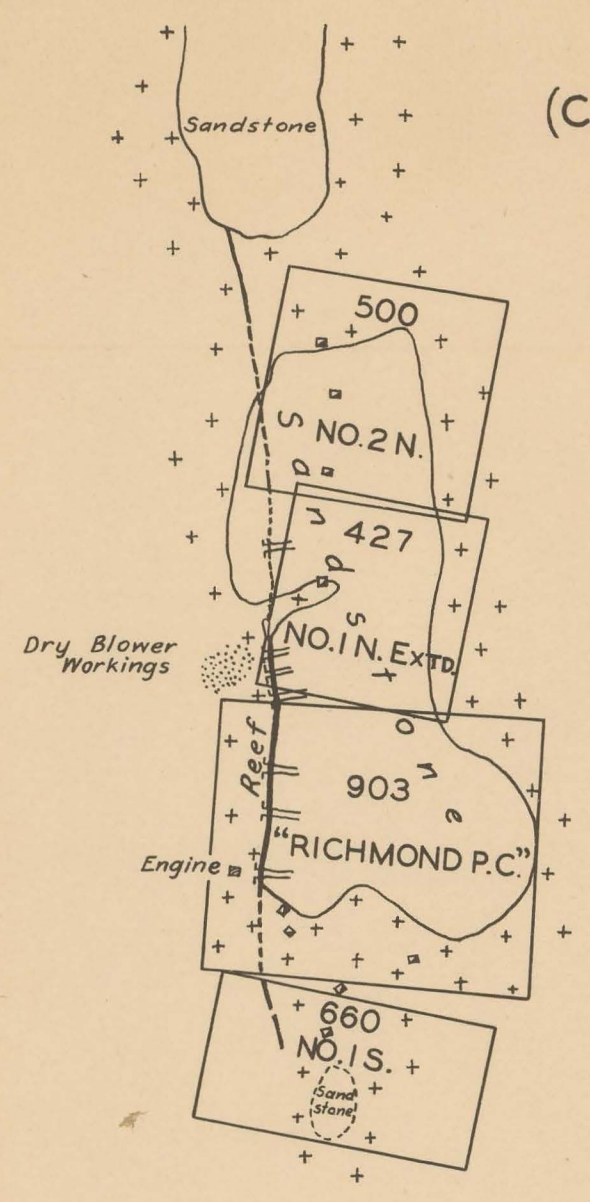 (C
Sandstone
500
NO. 2 N.
Sandstone
427
NO. 1 N. EXTD.
Dry Blower
Workings
Reef
903
"RICHMOND P.C."
Engine
660
NO. 1 S.
Sand
stone